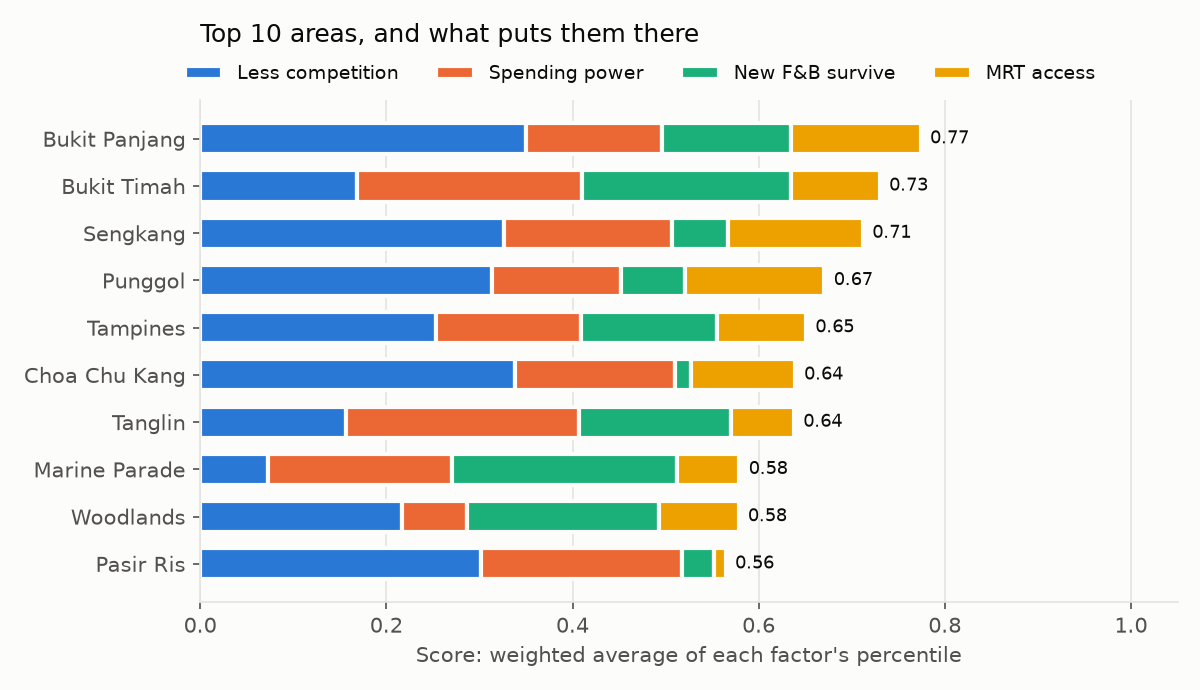 Top 10 areas, and what puts them there
Less competition Spending power New F&B survive MRT access
Bukit Panjang 0.77
Bukit Timah 0.73
Sengkang 0.71
Punggol 0.67
Tampines 0.65
Choa Chu Kang 0.64
Tanglin 0.64
Marine Parade 0.58
Woodlands 0.58
Pasir Ris 0.56
0.0 0.2 0.4 0.6 0.8 1.0
Score: weighted average of each factor's percentile